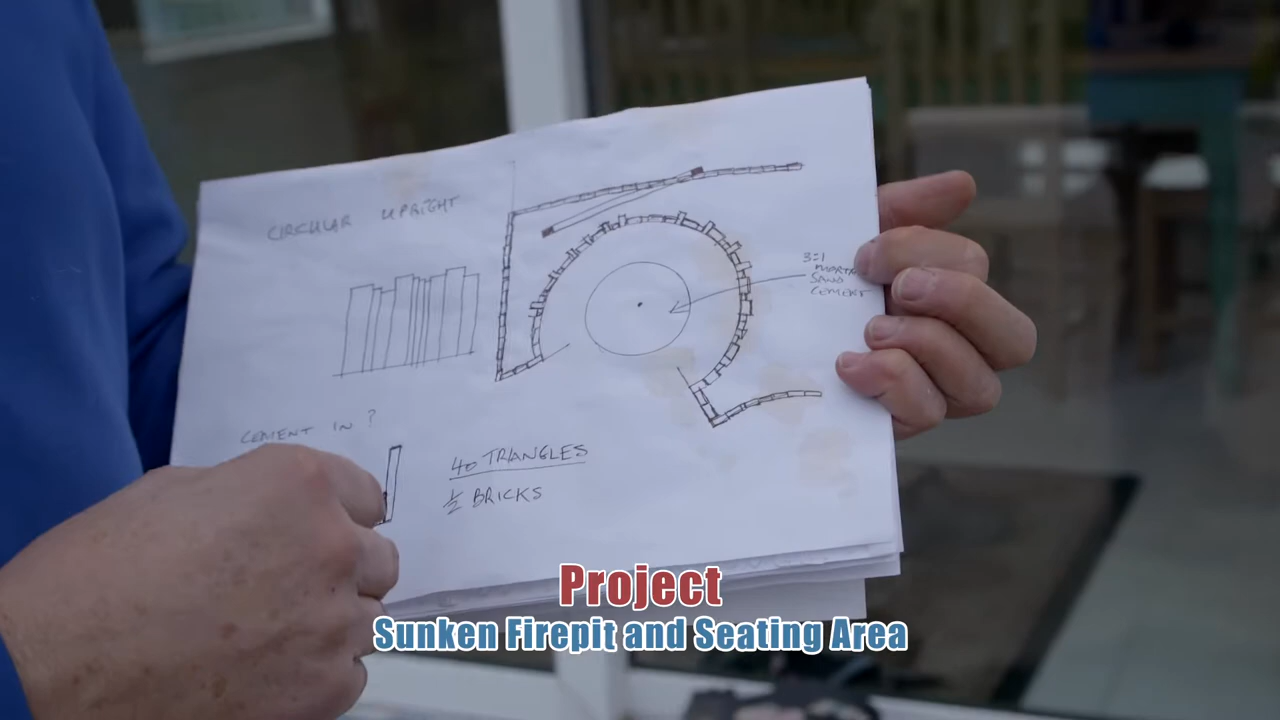 CIRCULAR UPRIGHT
3:1
SAND
CEMENT
CEMENT IN ?
40 TRIANGLES
1/2 BRICKS
Project
Sunken Firepit and Seating Area